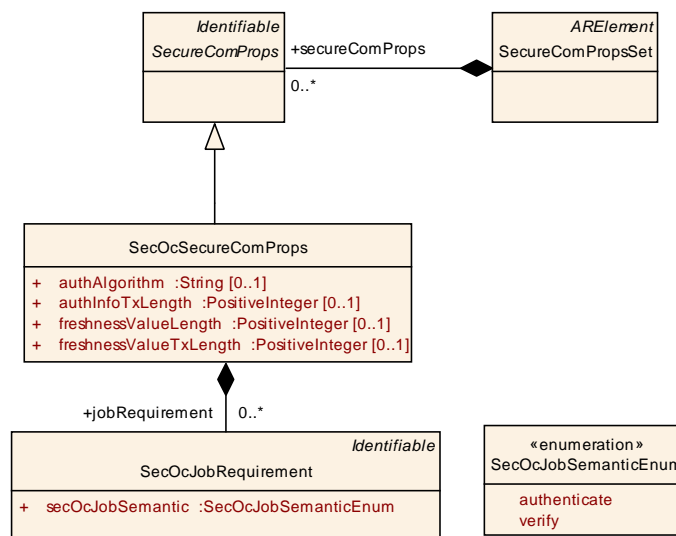 Identifiable
SecureComProps
+secureComProps
0..*
ARElement
SecureComPropsSet
SecOcSecureComProps
+ authAlgorithm :String [0..1]
+ authInfoTxLength :PositiveInteger [0..1]
+ freshnessValueLength :PositiveInteger [0..1]
+ freshnessValueTxLength :PositiveInteger [0..1]
+jobRequirement 0..*
Identifiable
SecOcJobRequirement
+ secOcJobSemantic :SecOcJobSemanticEnum
«enumeration»
SecOcJobSemanticEnum
authenticate
verify